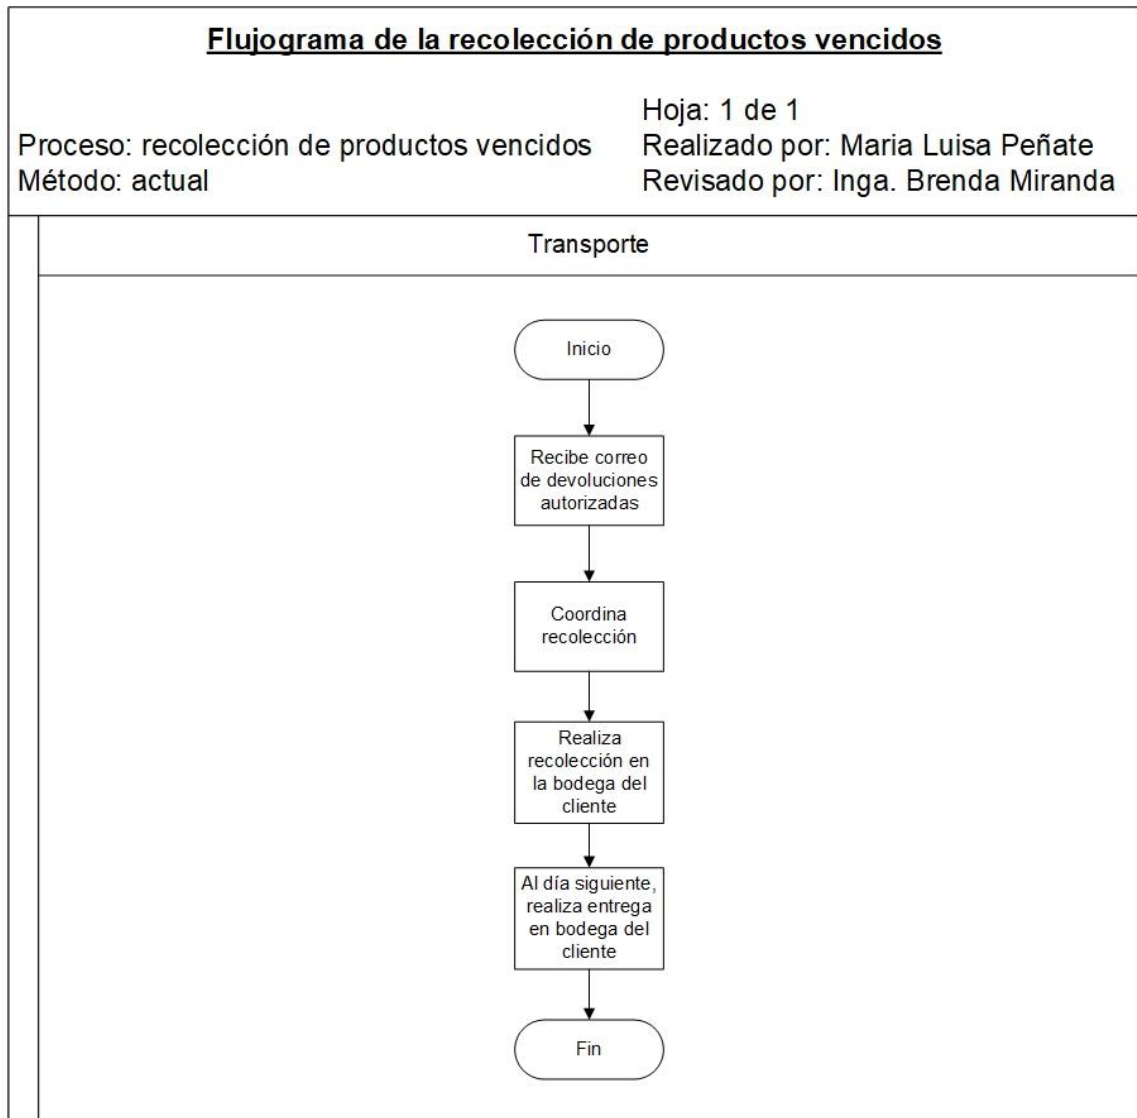 Flujograma de la recolección de productos vencidos
Hoja: 1 de 1
Proceso: recolección de productos vencidos
Realizado por: Maria Luisa Peñate
Método: actual
Revisado por: Inga. Brenda Miranda
Transporte
Inicio
Recibe correo
de devoluciones
autorizadas
Coordina
recolección
Realiza
recolección en
la bodega del
cliente
Al día siguiente,
realiza entrega
en bodega del
cliente
Fin